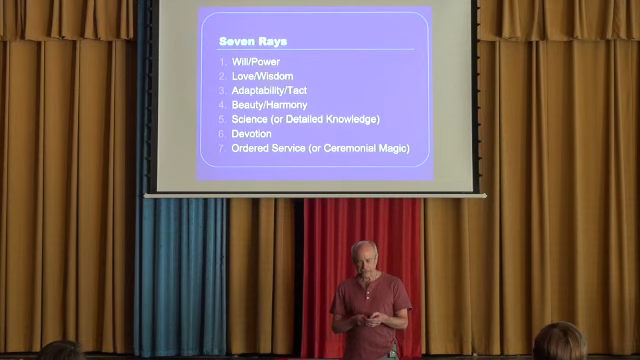 Seven Rays
1. Will/Power
2. Love/Wisdom
3. Adaptability/Tact
4. Beauty/Harmony
5. Science (or Detailed Knowledge)
6. Devotion
7. Ordered Service (or Ceremonial Magic)